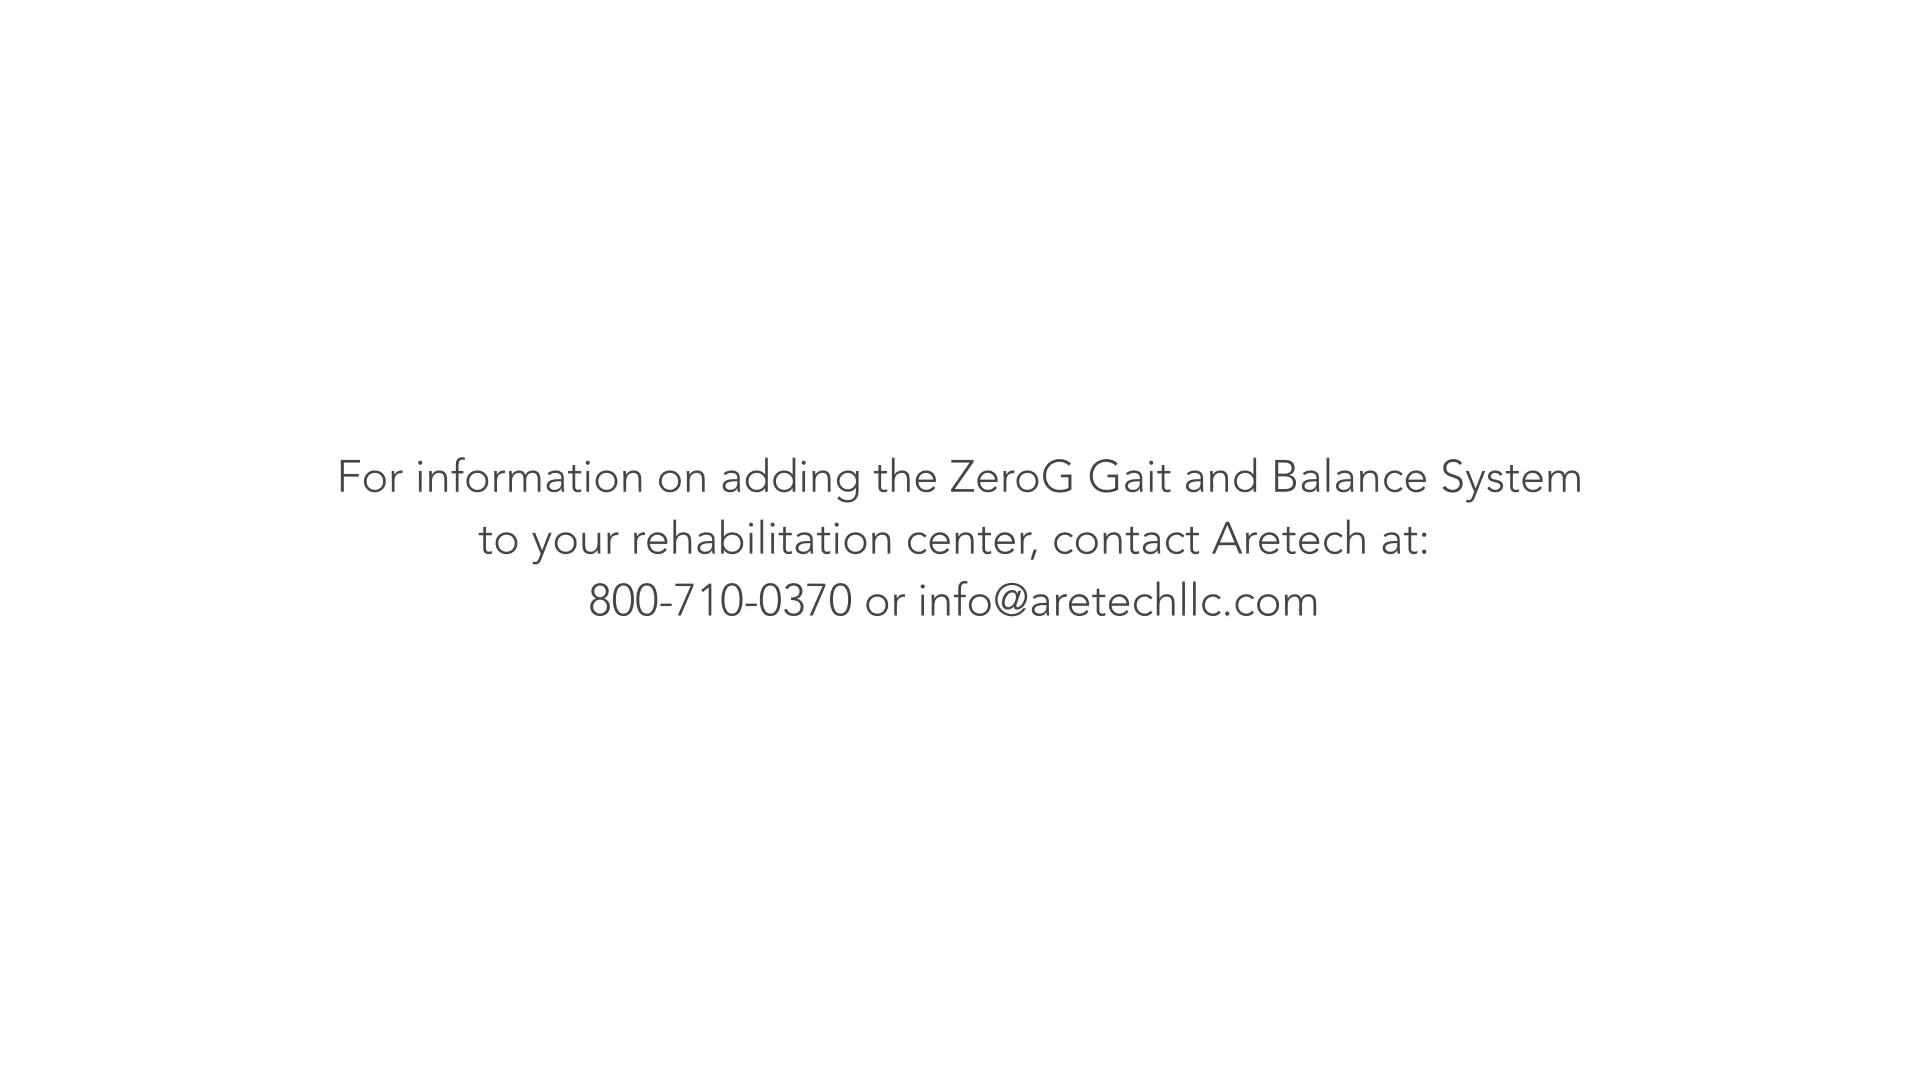 For information on adding the ZeroG Gait and Balance System
to your rehabilitation center, contact Aretech at:
800-710-0370 or info@aretechllc.com